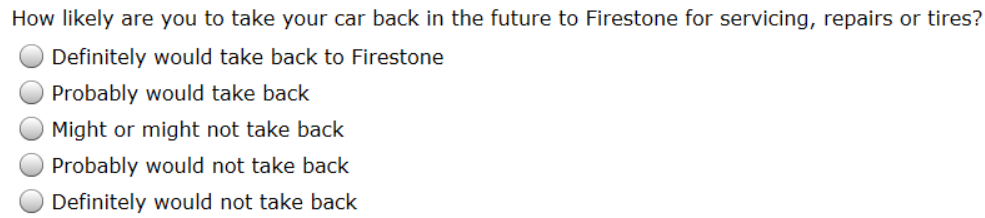 How likely are you to take your car back in the future to Firestone for servicing, repairs or tires?
Definitely would take back to Firestone
Probably would take back
Might or might not take back
Probably would not take back
Definitely would not take back